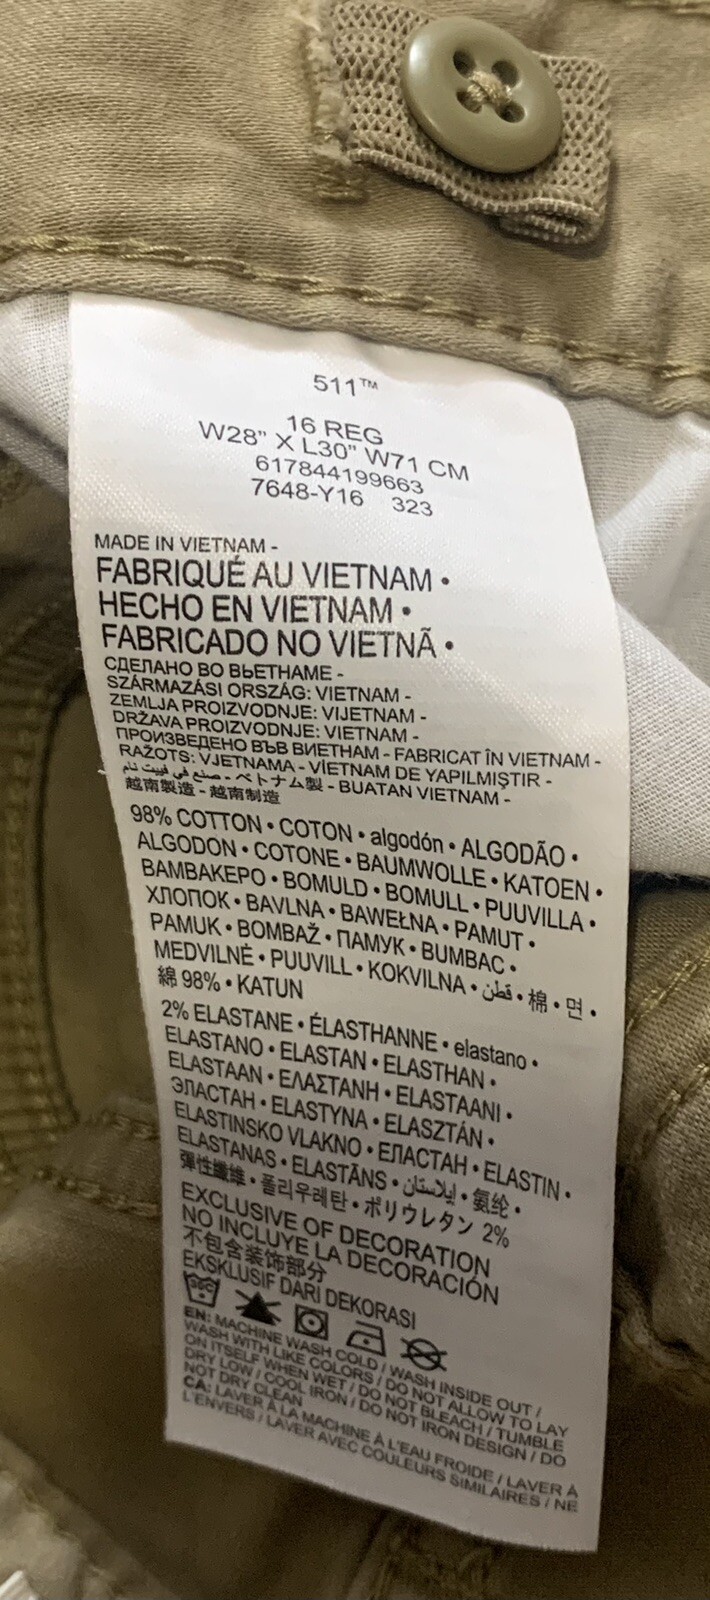 511™
16 REG
W28" X L30" W71 CM
617844199663
7648-Y16 323
MADE IN VIETNAM -
FABRIQUÉ AU VIETNAM •
HECHO EN VIETNAM •
FABRICADO NO VIETNÃ •
СДЕЛАНО ВО ВЬЕТНАМЕ -
SZÁRMAZÁSI ORSZÁG: VIETNAM -
ZEMLJA PROIZVODNJE: VIJETNAM -
DRŽAVA PROIZVODNJE: VIETNAM -
ПРОИЗВЕДЕНО ВЪВ ВИЕТНАМ - FABRICAT ÎN VIETNAM -
RAŽOTS: VJETNAMA - VİETNAM DE YAPILMIŞTIR -
صنع في فييت نام - ベトナム製 - BUATAN VIETNAM -
越南製造 - 越南制造
98% COTTON • COTON • algodón • ALGODÃO •
ALGODON • COTONE • BAUMWOLLE • KATOEN •
ΒΑΜΒΑΚΕΡΟ • BOMULD • BOMULL • PUUVILLA •
ХЛОПОК • BAVLNA • BAWEŁNA • PAMUT •
PAMUK • BOMBAŽ • ПАМУК • BUMBAC •
MEDVILNĖ • PUUVILL • KOKVILNA • قطن • 棉 • 면 •
綿 98% • KATUN
2% ELASTANE • ÉLASTHANNE • elastano •
ELASTANO • ELASTAN • ELASTHAN •
ELASTAAN • ΕΛΑΣΤΑΝΗ • ELASTAANI •
ЭЛАСТАН • ELASTYNA • ELASZTÁN •
ELASTINSKO VLAKNO • ЕЛАСТАН • ELASTIN •
ELASTANAS • ELASTĀNS • إيلاستان • 氨纶 •
彈性纖維 • 폴리우레탄 • ポリウレタン 2%
EXCLUSIVE OF DECORATION
NO INCLUYE LA DECORACIÓN
不包含装饰部分
EKSKLUSIF DARI DEKORASI
EN: MACHINE WASH COLD / WASH INSIDE OUT /
WASH WITH LIKE COLORS / DO NOT ALLOW TO LAY
ON ITSELF WHEN WET / DO NOT BLEACH / TUMBLE
DRY LOW / COOL IRON / DO NOT IRON DESIGN / DO
NOT DRY CLEAN
CA: LAVER À LA MACHINE À L'EAU FROIDE / LAVER À
L'ENVERS / LAVER AVEC COULEURS SIMILAIRES / NE